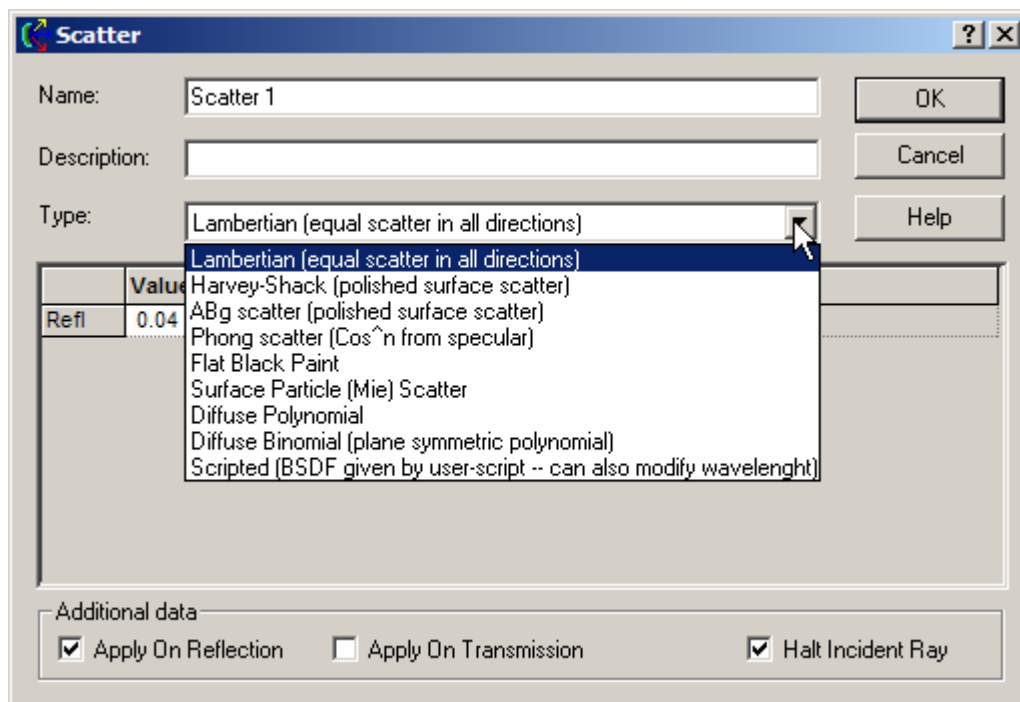 Scatter
Name: Scatter 1 OK
Description: Cancel
Type: Lambertian (equal scatter in all directions) Help
Lambertian (equal scatter in all directions)
Harvey-Shack (polished surface scatter)
ABg scatter (polished surface scatter)
Phong scatter (Cos^n from specular)
Flat Black Paint
Surface Particle (Mie) Scatter
Diffuse Polynomial
Diffuse Binomial (plane symmetric polynomial)
Scripted (BSDF given by user-script -- can also modify wavelenght)
Refl 0.04
Additional data
Apply On Reflection Apply On Transmission Halt Incident Ray